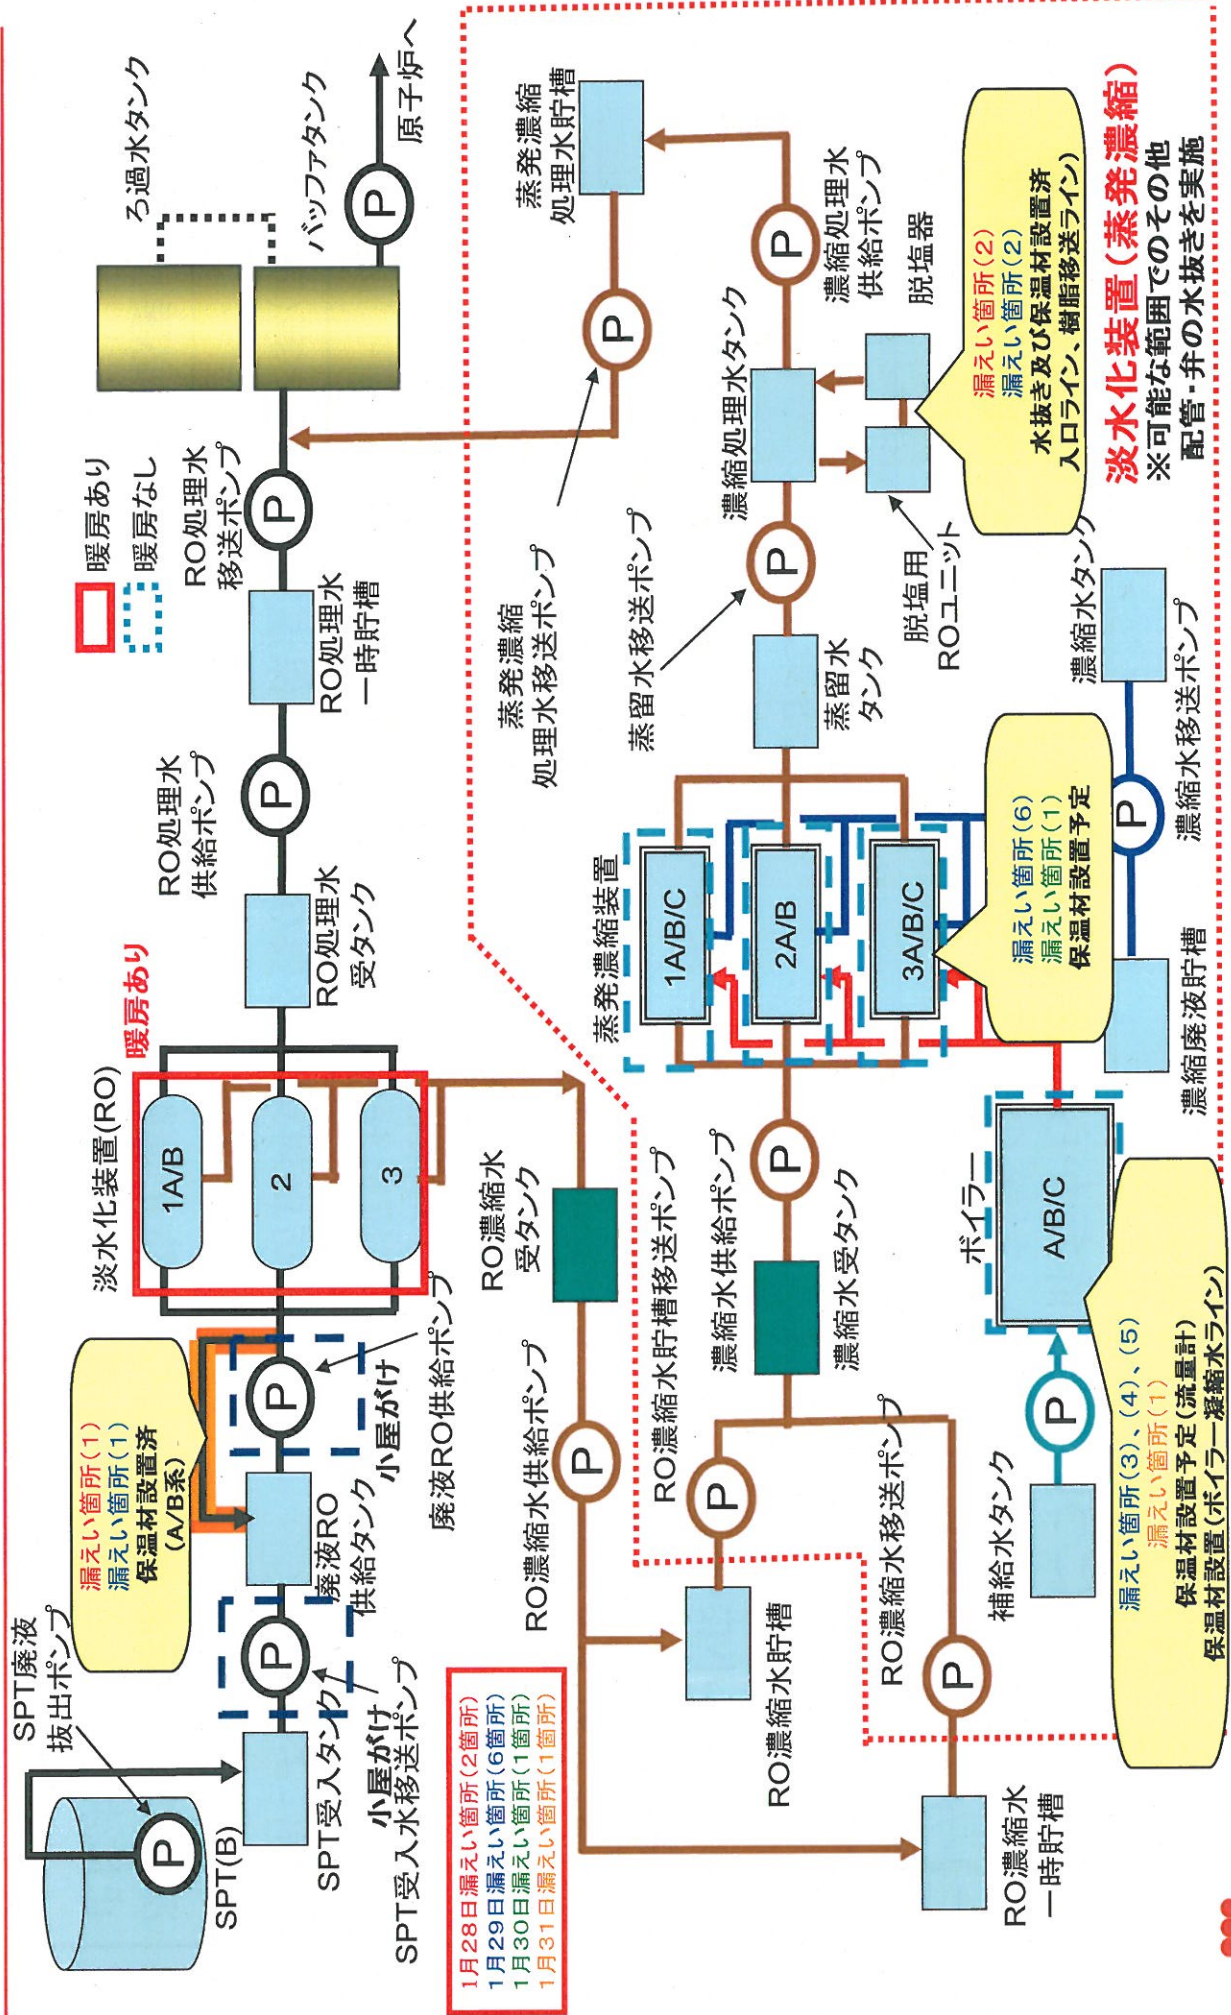 SPT廃液
抜出ポンプ
SPT(B)
SPT受入タンク
小屋がけ
SPT受入水移送ポンプ
漏えい箇所(1)
漏えい箇所(1)
保温材設置済
(A/B系)
廃液RO
供給タンク
小屋がけ
廃液RO供給ポンプ
淡水化装置(RO)
暖房あり
1A/B
2
3
RO処理水
受タンク
RO処理水
供給ポンプ
RO処理水
一時貯槽
RO処理水
移送ポンプ
暖房あり
暖房なし
ろ過水タンク
バッファタンク
原子炉へ
P
P
P
P
P
P
1月28日漏えい箇所(2箇所)
1月29日漏えい箇所(6箇所)
1月30日漏えい箇所(1箇所)
1月31日漏えい箇所(1箇所)
RO濃縮水
受タンク
RO濃縮水供給ポンプ
P
RO濃縮水貯槽
RO濃縮水貯槽移送ポンプ
P
RO濃縮水
一時貯槽
RO濃縮水移送ポンプ
P
濃縮水受タンク
濃縮水供給ポンプ
P
蒸発濃縮装置
1A/B/C
2A/B
3A/B/C
蒸留水
タンク
蒸留水移送ポンプ
P
濃縮処理水タンク
濃縮処理水
供給ポンプ
P
蒸発濃縮
処理水貯槽
蒸発濃縮
処理水移送ポンプ
P
脱塩器
脱塩用
ROユニット
漏えい箇所(2)
漏えい箇所(2)
水抜き及び保温材設置済
入口ライン、樹脂移送ライン)
漏えい箇所(6)
漏えい箇所(1)
保温材設置予定
濃縮水タンク
濃縮水移送ポンプ
P
濃縮廃液貯槽
ボイラー
A/B/C
補給水タンク
P
漏えい箇所(3)、(4)、(5)
漏えい箇所(1)
保温材設置予定(流量計)
保温材設置(ボイラー凝縮水ライン)
淡水化装置(蒸発濃縮)
※可能な範囲でのその他
配管・弁の水抜きを実施